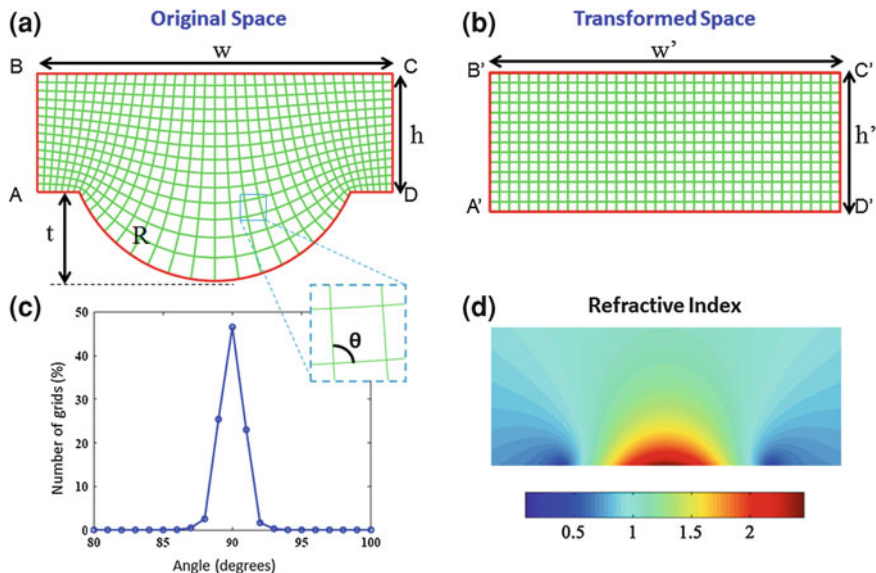 (a) Original Space
w
B
C
h
A
D
t
R
(b) Transformed Space
w'
B'
C'
h'
A'
D'
(c)
50
40
30
20
10
0
Number of grids (%)
80 85 90 95 100
Angle (degrees)
θ
(d)
Refractive Index
0.5 1 1.5 2